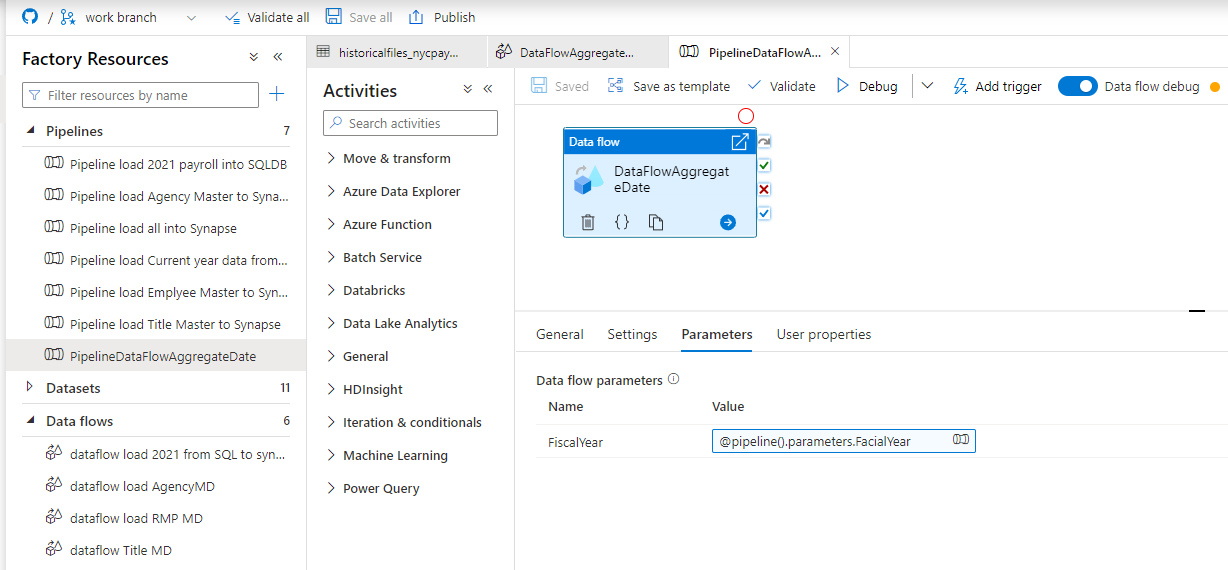 / work branch Validate all Save all Publish
Factory Resources
Filter resources by name
Pipelines 7
Pipeline load 2021 payroll into SQLDB
Pipeline load Agency Master to Syna...
Pipeline load all into Synapse
Pipeline load Current year data from...
Pipeline load Emplyee Master to Syn...
Pipeline load Title Master to Synapse
PipelineDataFlowAggregateDate
Datasets 11
Data flows 6
dataflow load 2021 from SQL to syn...
dataflow load AgencyMD
dataflow load RMP MD
dataflow Title MD
historicalfiles_nycpay... DataFlowAggregate... PipelineDataFlowA...
Activities
Search activities
Move & transform
Azure Data Explorer
Azure Function
Batch Service
Databricks
Data Lake Analytics
General
HDInsight
Iteration & conditionals
Machine Learning
Power Query
Saved Save as template Validate Debug Add trigger Data flow debug
Data flow
DataFlowAggregat
eDate
{}
General Settings Parameters User properties
Data flow parameters
Name Value
FiscalYear @pipeline().parameters.FacialYear